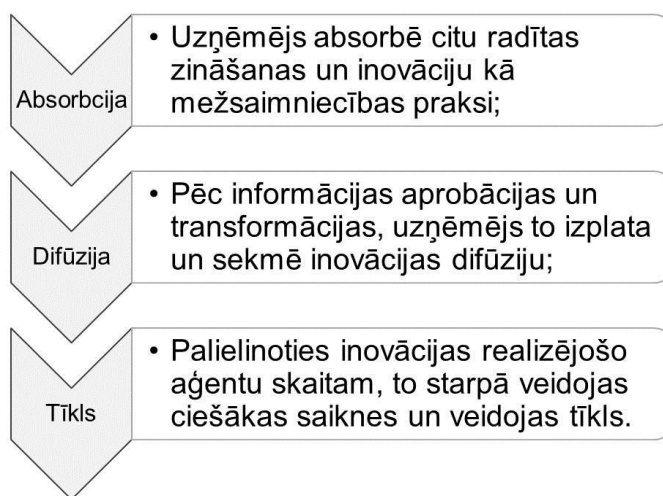 Absorbcija
• Uzņēmējs absorbē citu radītas
zināšanas un inovāciju kā
mežsaimniecības praksi;
Difūzija
• Pēc informācijas aprobācijas un
transformācijas, uzņēmējs to izplata
un sekmē inovācijas difūziju;
Tīkls
• Palielinoties inovācijas realizējošo
aģentu skaitam, to starpā veidojas
ciešākas saiknes un veidojas tīkls.